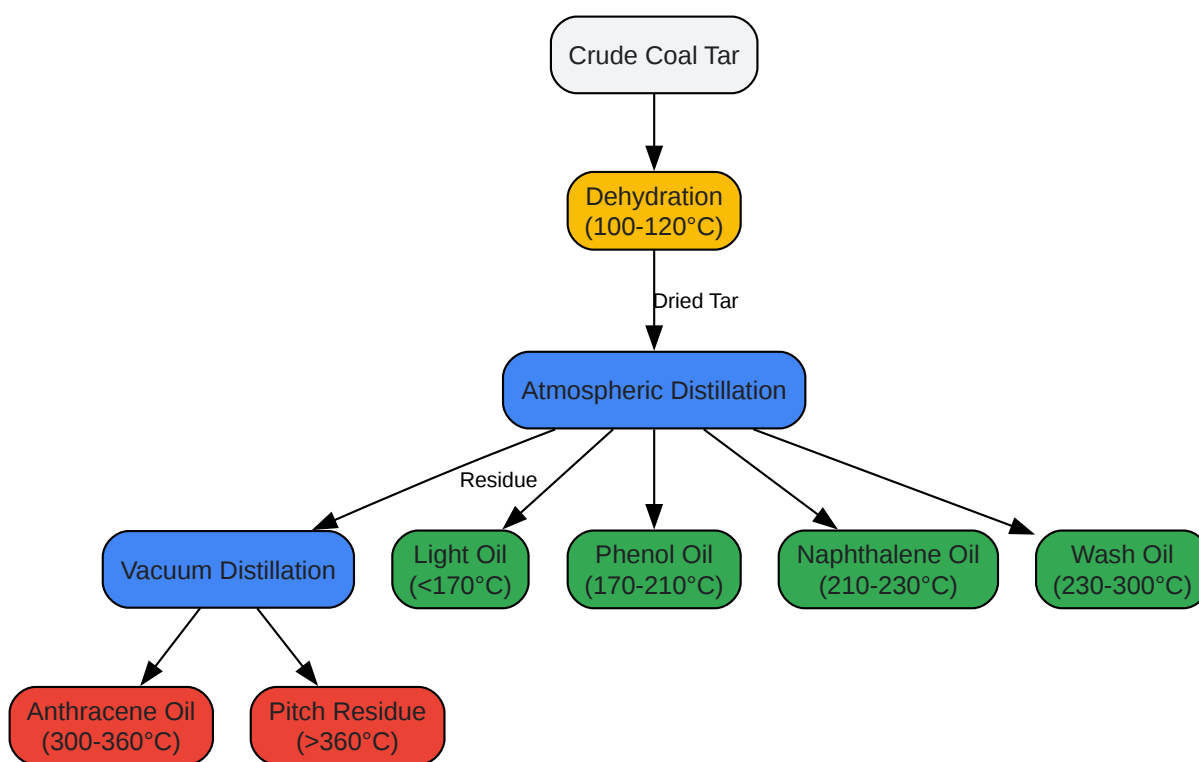 Crude Coal Tar
Dehydration
(100-120°C)
Dried Tar
Atmospheric Distillation
Residue
Vacuum Distillation
Light Oil
(<170°C)
Phenol Oil
(170-210°C)
Naphthalene Oil
(210-230°C)
Wash Oil
(230-300°C)
Anthracene Oil
(300-360°C)
Pitch Residue
(>360°C)